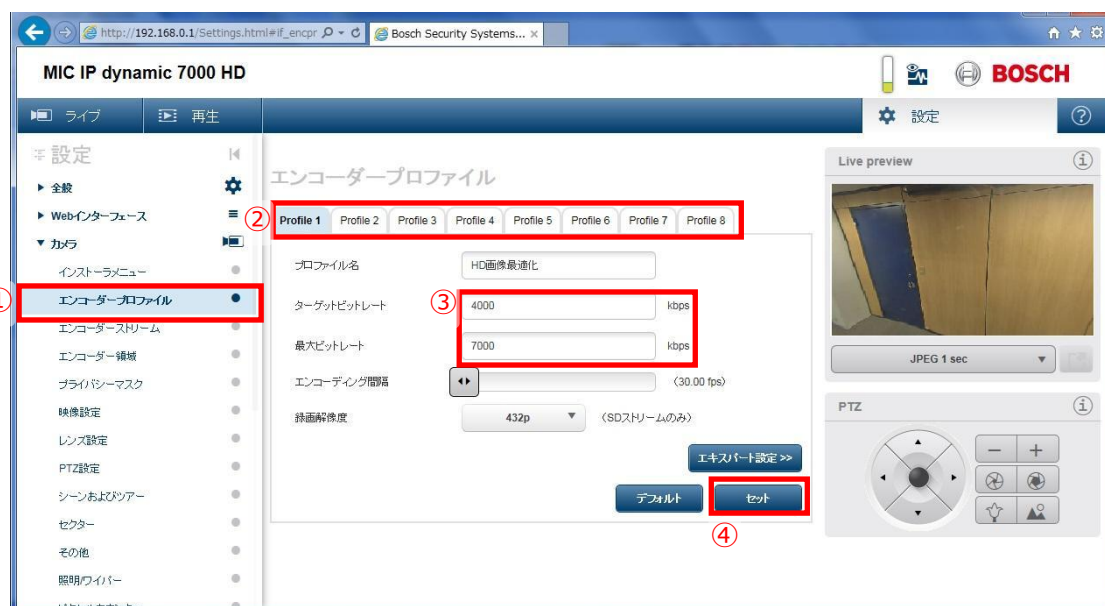 http://192.168.0.1/Settings.html#if_encpr
Bosch Security Systems...
MIC IP dynamic 7000 HD
BOSCH
ライブ
再生
設定
?
設定
全般
Webインターフェース
カメラ
インストーラメニュー
①
エンコーダープロファイル
エンコーダーストリーム
エンコーダー領域
プライバシーマスク
映像設定
レンズ設定
PTZ設定
シーンおよびツアー
セクター
その他
照明/ワイパー
エンコーダープロファイル
②
Profile 1 Profile 2 Profile 3 Profile 4 Profile 5 Profile 6 Profile 7 Profile 8
プロファイル名 HD画像最適化
③
ターゲットビットレート 4000 kbps
最大ビットレート 7000 kbps
エンコーディング間隔 (30.00 fps)
録画解像度 432p (SDストリームのみ)
エキスパート設定 >>
デフォルト セット
④
Live preview
JPEG 1 sec
PTZ